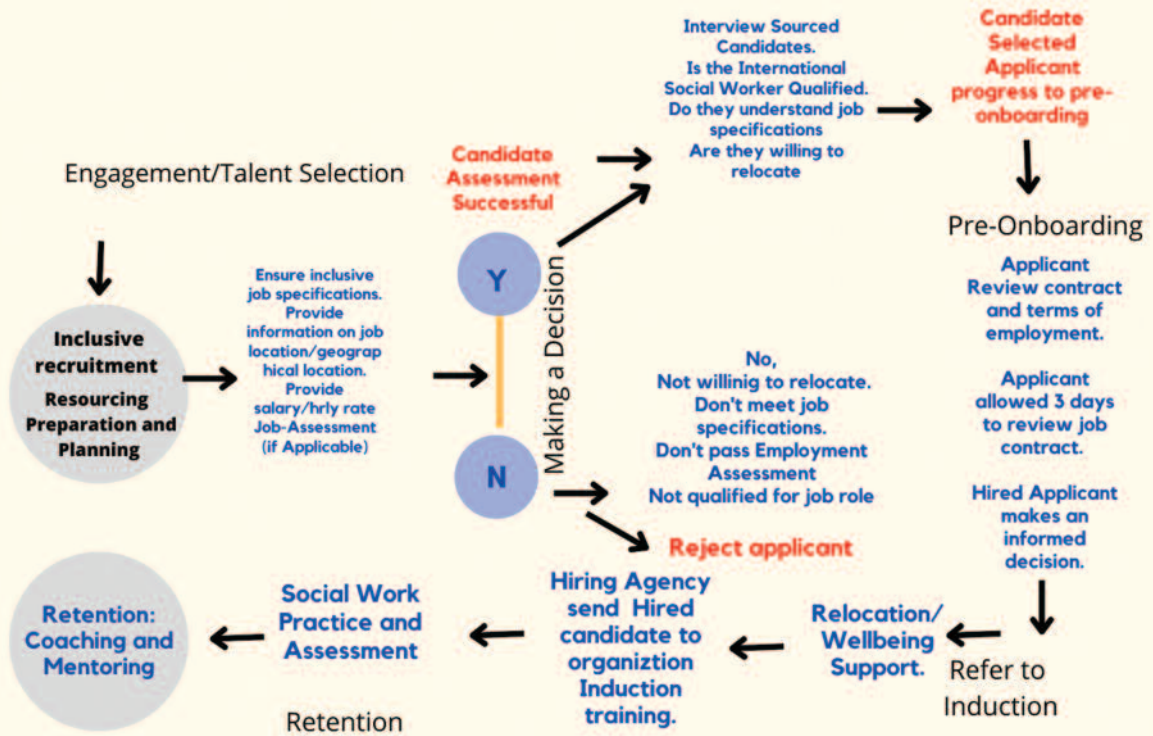 Engagement/Talent Selection
Inclusive
recruitment
Resourcing
Preparation and
Planning
Ensure inclusive
job specifications.
Provide
information on job
location/geograp
hical location.
Provide
salary/hrly rate
Job-Assessment
(if Applicable)
Candidate
Assessment
Successful
Y
N
Making a Decision
Interview Sourced
Candidates.
Is the International
Social Worker Qualified.
Do they understand job
specifications
Are they willing to
relocate
Candidate
Selected
Applicant
progress to pre-
onboarding
Pre-Onboarding
Applicant
Review contract
and terms of
employment.
Applicant
allowed 3 days
to review job
contract.
Hired Applicant
makes an
informed
decision.
No,
Not willinig to relocate.
Don't meet job
specifications.
Don't pass Employment
Assessment
Not qualified for job role
Reject applicant
Refer to
Induction
Relocation/
Wellbeing
Support.
Hiring Agency
send Hired
candidate to
organiztion
Induction
training.
Social Work
Practice and
Assessment
Retention
Retention:
Coaching and
Mentoring